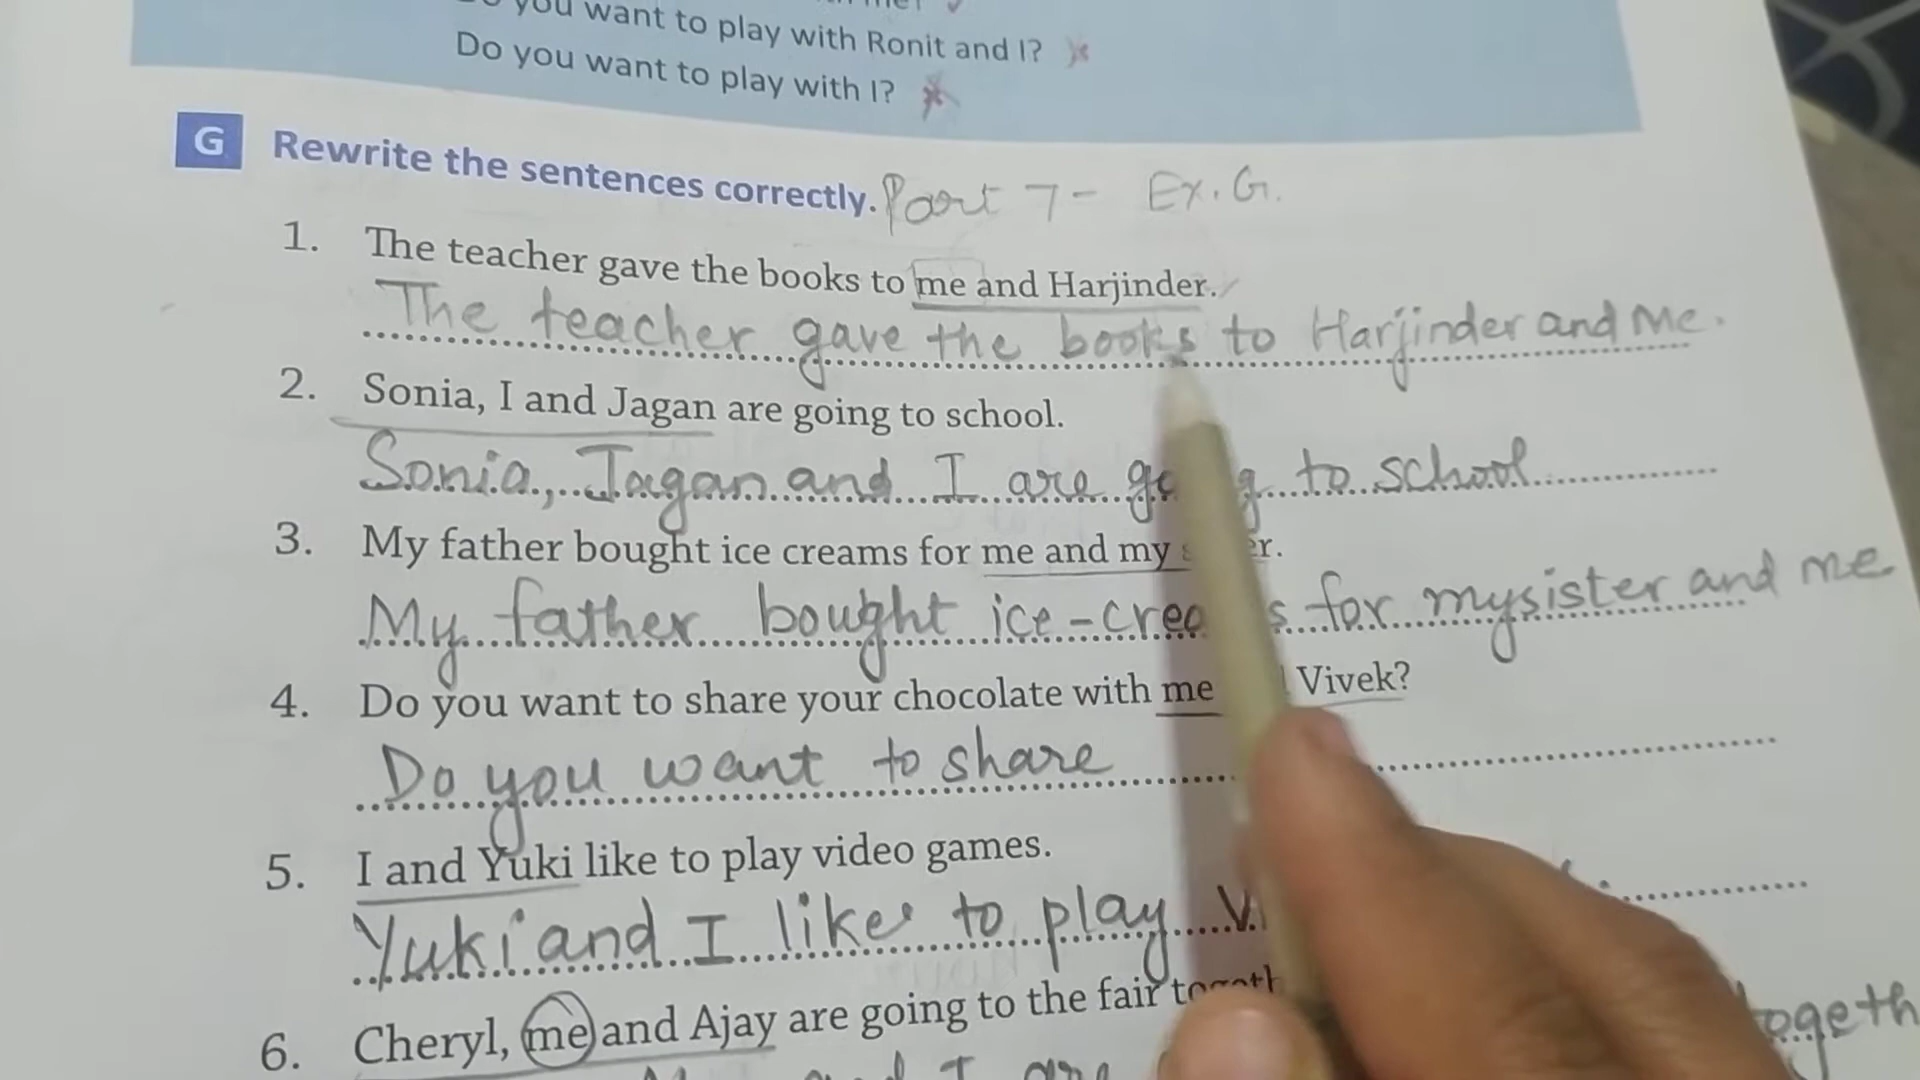 you want to play with Ronit and I?
Do you want to play with I?
G Rewrite the sentences correctly. Part 7- Ex. G.
1. The teacher gave the books to me and Harjinder.
The teacher gave the books to Harjinder and me.
2. Sonia, I and Jagan are going to school.
Sonia, Jagan and I are going to school
3. My father bought ice creams for me and my
My father bought ice-creams for my sister and me
4. Do you want to share your chocolate with me Vivek?
Do you want to share
5. I and Yuki like to play video games.
Yuki and I like to play
6. Cheryl, me and Ajay are going to the fair
and I are